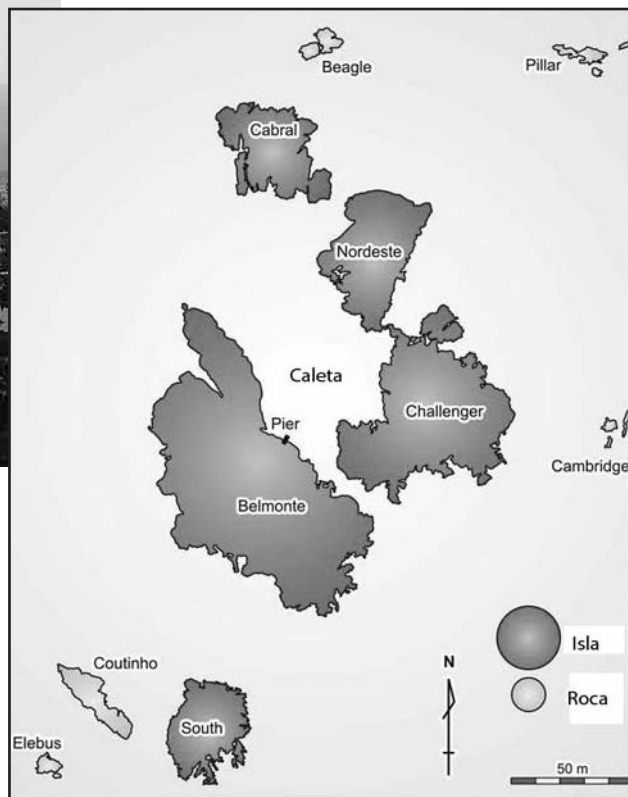 Beagle
Pillar
Cabral
Nordeste
Caleta
Challenger
Pier
Cambridge
Belmonte
Isla
Coutinho
N
Roca
South
Elebus
50 m